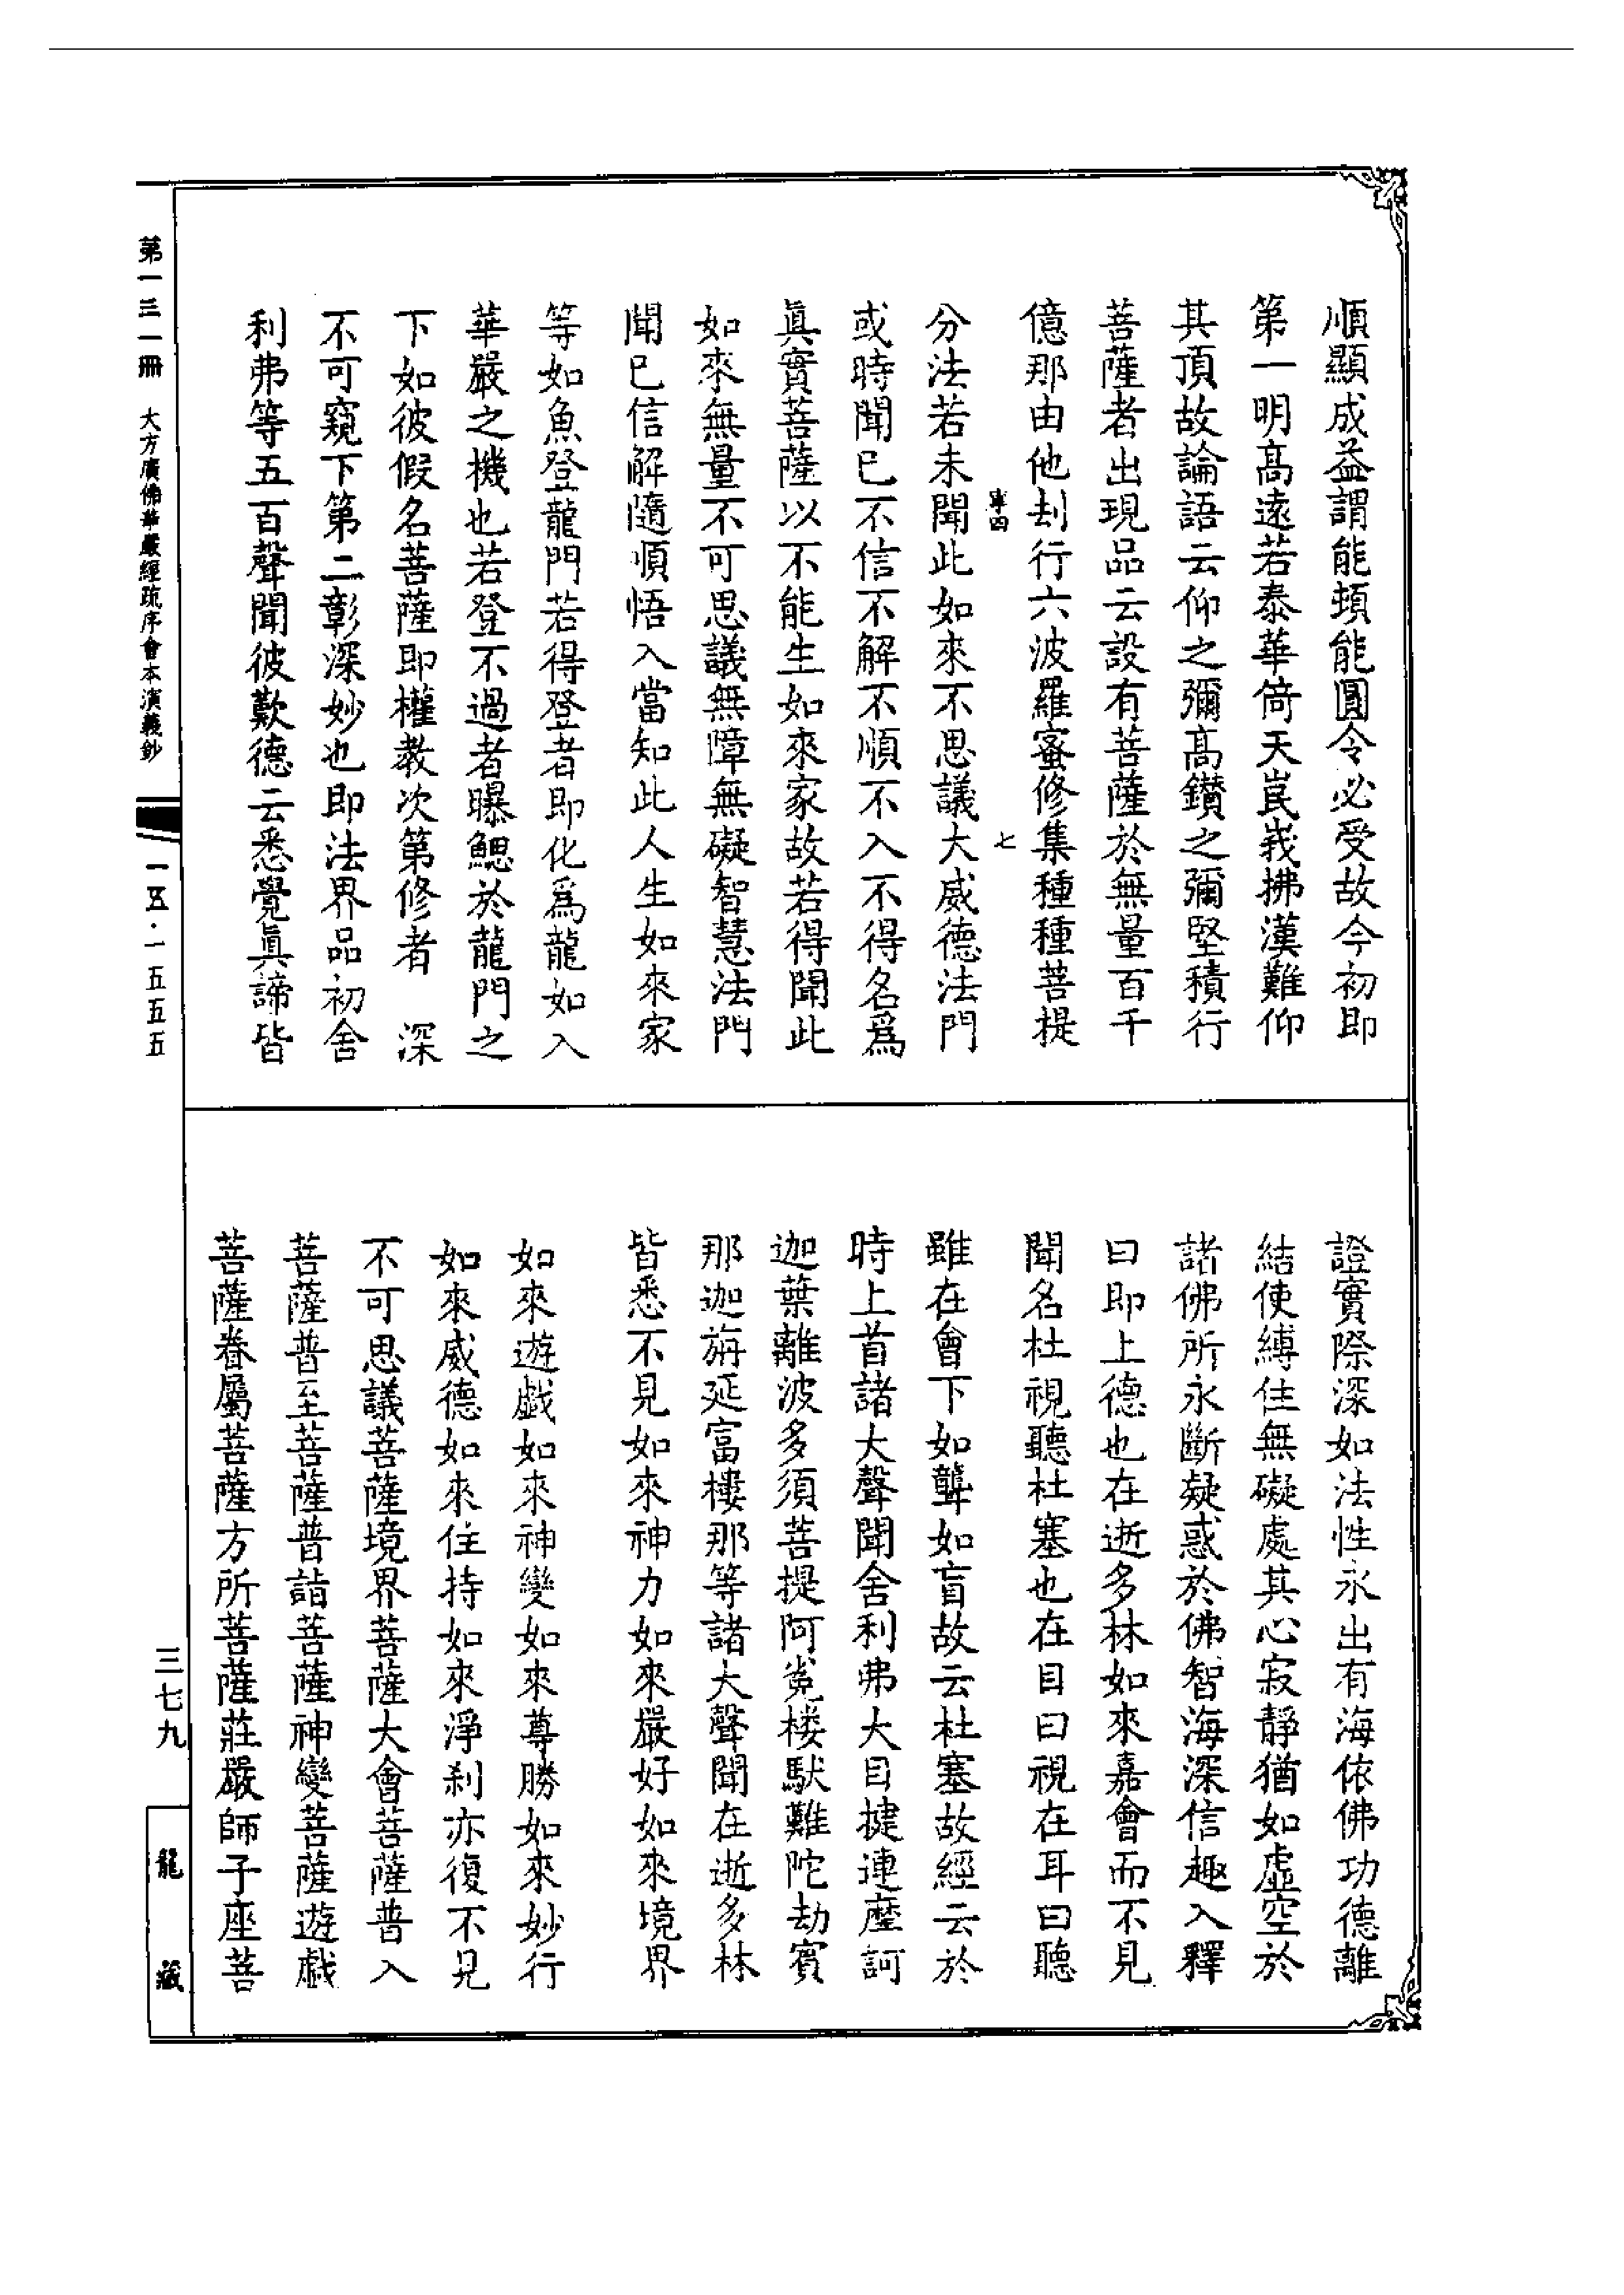 順顯成益謂能頓能圓令必受故今初即
第一明高遠若泰華倚天崑峩拂漢難仰
其頂故論語云仰之彌高鑚之彌堅積行
菩薩者出現品云設有菩薩於無量百千
億那由他刦行六波羅蜜修集種種菩提
七
分法若未聞此如來不思議大威德法門
或時聞已不信不解不順不入不得名爲
眞實菩薩以不能生如來家故若得聞此
如來無量不可思議無障無礙智慧法門
聞已信解隨順悟入當知此人生如來家
等如魚登龍門若得登者即化爲龍如入
華嚴之機也若登不過者曝鰓於龍門之
下如彼假名菩薩即權教次第修者 深
不可窺下第二彰深妙也即法界品初舍
利弗等五百聲聞彼歎德云悉覺眞諦皆
證實際深如法性永出有海依佛功德離
結使縛住無礙處其心寂靜猶如虛空於
諸佛所永斷疑惑於佛智海深信趣入釋
曰即上德也在逝多林如來嘉會而不見
聞名杜視聽杜塞也在目曰視在耳曰聽
雖在會下如聾如盲故云杜塞故經云於
時上首諸大聲聞舍利弗大目揵連摩訶
迦葉離波多須菩提阿㝹樓馱難陀劫賓
那迦旃延富樓那等諸大聲聞在逝多林
皆悉不見如來神力如來嚴好如來境界
如來遊戲如來神變如來尊勝如來妙行
如來威德如來住持如來淨刹亦復不見
不可思議菩薩境界菩薩大會菩薩普入
菩薩普至菩薩普詣菩薩神變菩薩遊戲
菩薩眷屬菩薩方所菩薩莊嚴師子座菩
第一三一冊 大方廣佛華嚴經疏序會本演義鈔
一五·一五五五
三七九
龍藏